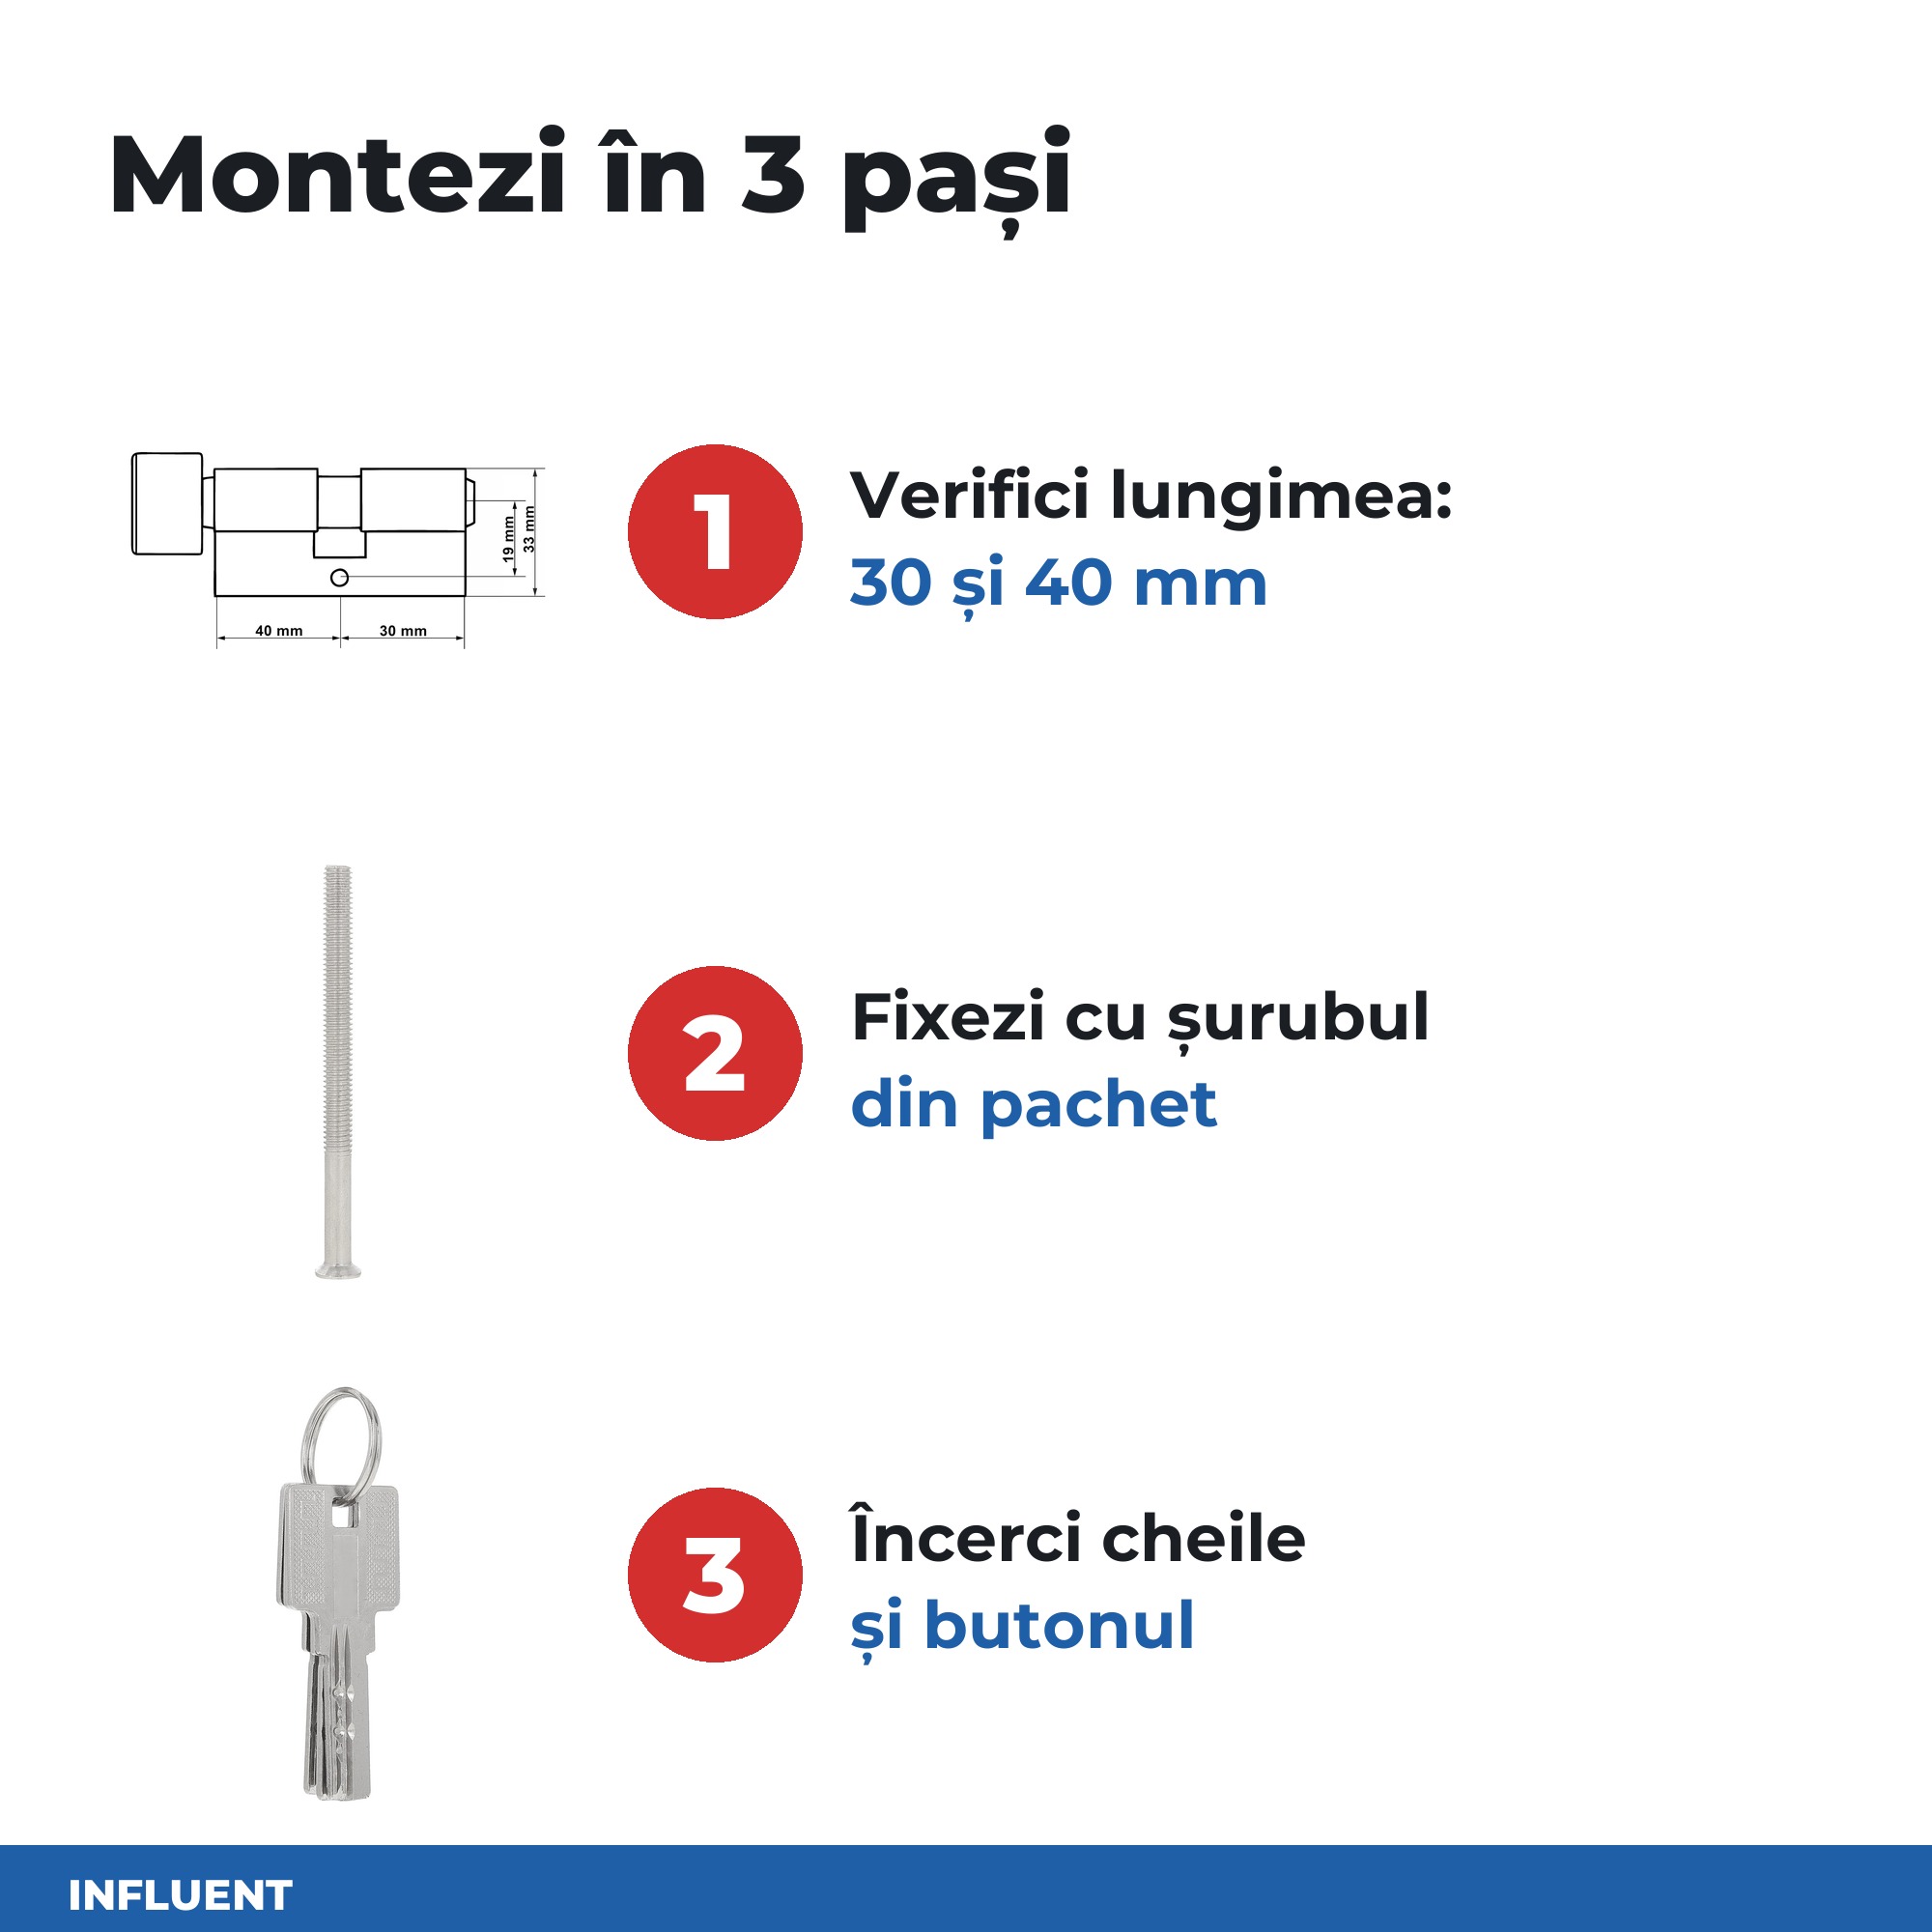 Montezi în 3 pași
19 mm
33 mm
40 mm
30 mm
1
Verifici lungimea:
30 și 40 mm
2
Fixezi cu șurubul
din pachet
3
Încerci cheile
și butonul
INFLUENT